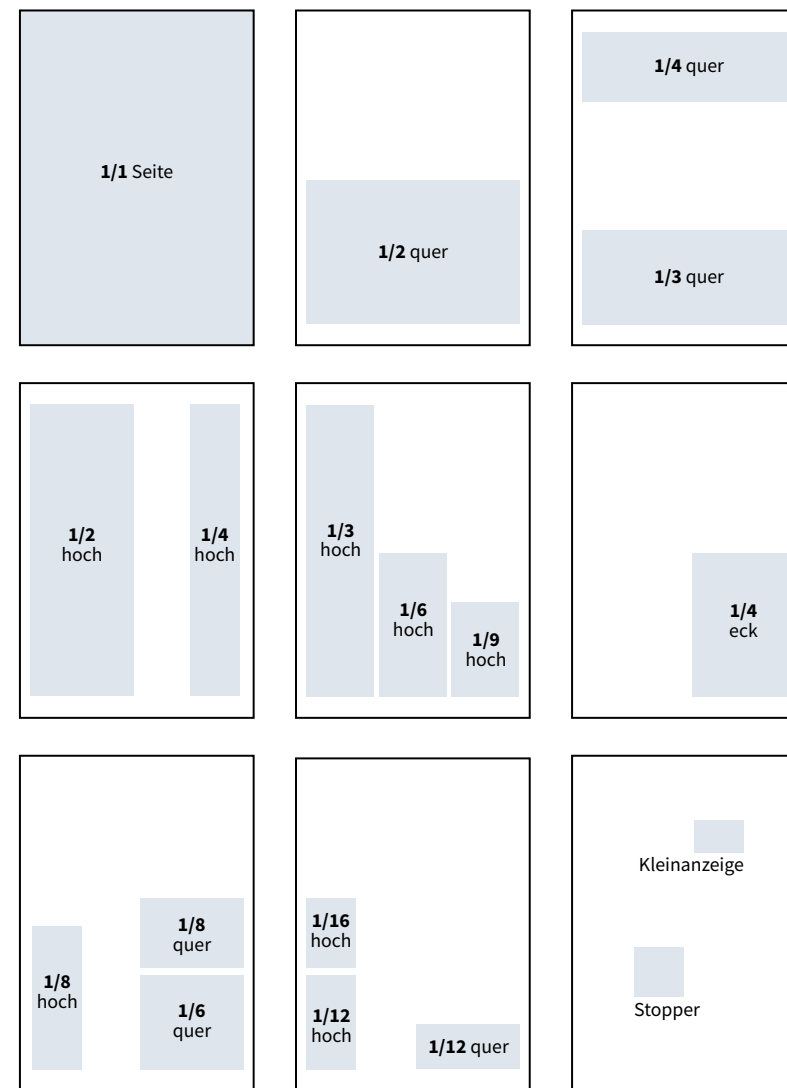 1/1 Seite
1/2 quer
1/4 quer
1/3 quer
1/2
hoch
1/4
hoch
1/3
hoch
1/6
hoch
1/9
hoch
1/4
eck
1/8
hoch
1/8
quer
1/6
quer
1/16
hoch
1/12
hoch
1/12 quer
Kleinanzeige
Stopper